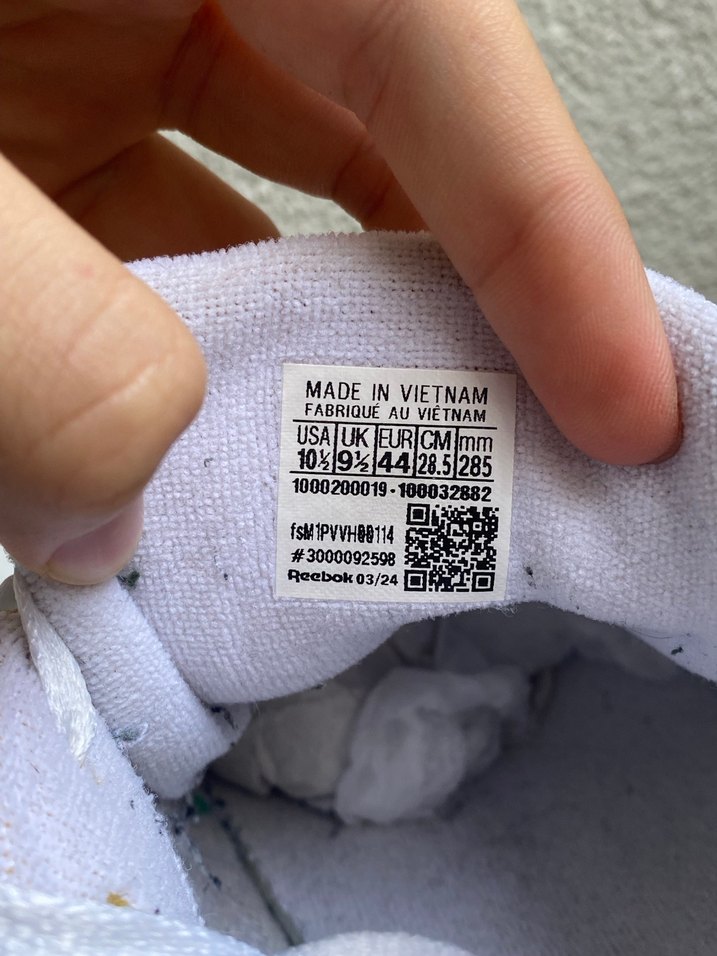 MADE IN VIETNAM
FABRIQUÉ AU VIÊTNAM
USA UK EUR CM mm
10½ 9½ 44 28.5 285
1000200019-100032882
fsM1PVVH00114
#3000092598
Reebok 03/24